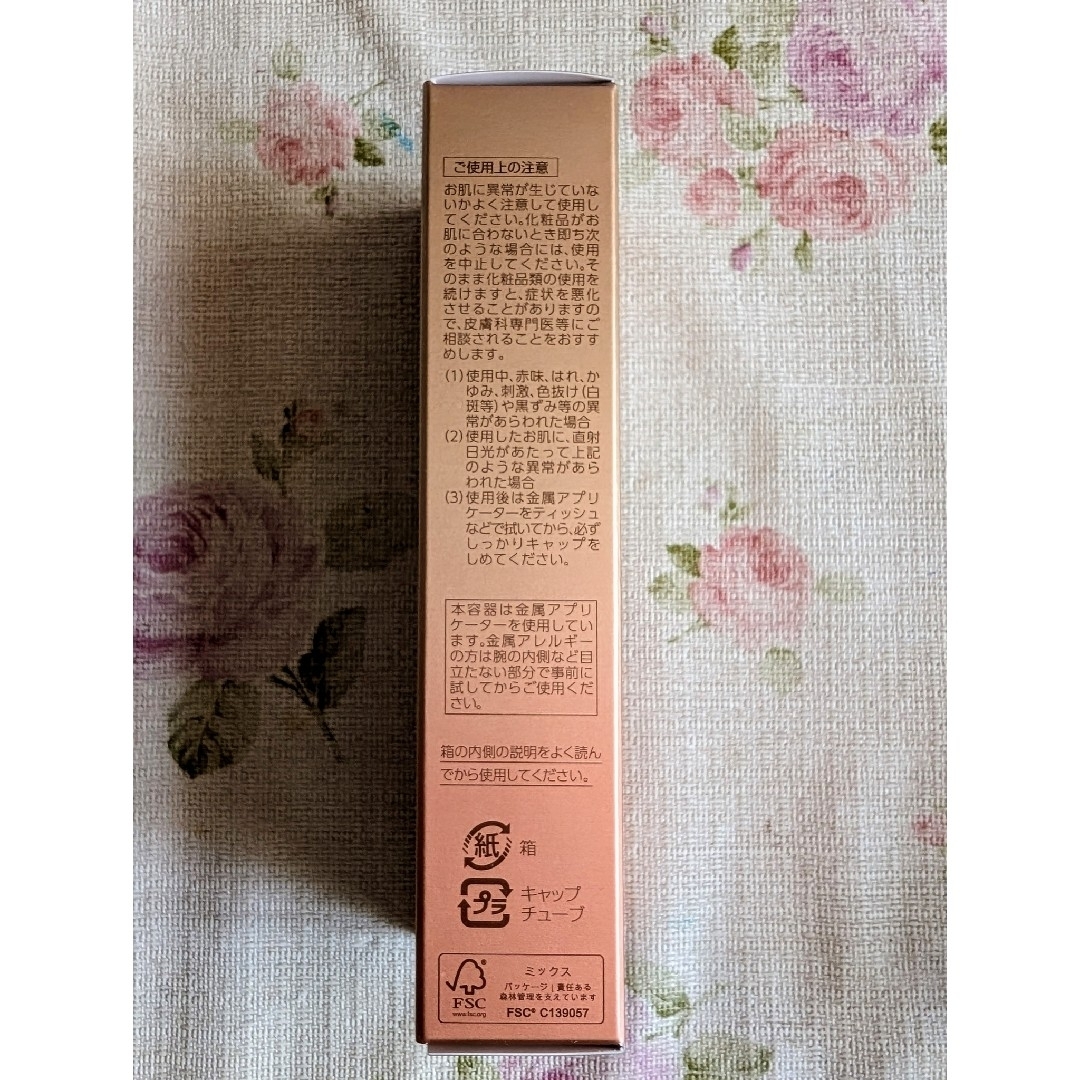 ご使用上の注意
お肌に異常が生じていな
いかよく注意して使用し
てください。化粧品がお
肌に合わないとき即ち次
のような場合には、使用
を中止してください。そ
のまま化粧品類の使用を
続けますと、症状を悪化
させることがありますの
で、皮膚科専門医等にご
相談されることをおすす
めします。
(1)使用中、赤味、はれ、か
ゆみ、刺激、色抜け(白
斑等)や黒ずみ等の異
常があらわれた場合
(2)使用したお肌に、直射
日光があたって上記
のような異常があら
われた場合
(3)使用後は金属アプリ
ケーターをティッシュ
などで拭いてから、必ず
しっかりキャップを
しめてください。
本容器は金属アプリ
ケーターを使用してい
ます。金属アレルギー
の方は腕の内側など目
立たない部分で事前に
試してからご使用くだ
さい。
箱の内側の説明をよく読ん
でから使用してください。
紙 箱
プラ キャップ
チューブ
FSC®
www.fsc.org
ミックス
パッケージ | 責任ある
森林管理を支えています
FSC® C139057